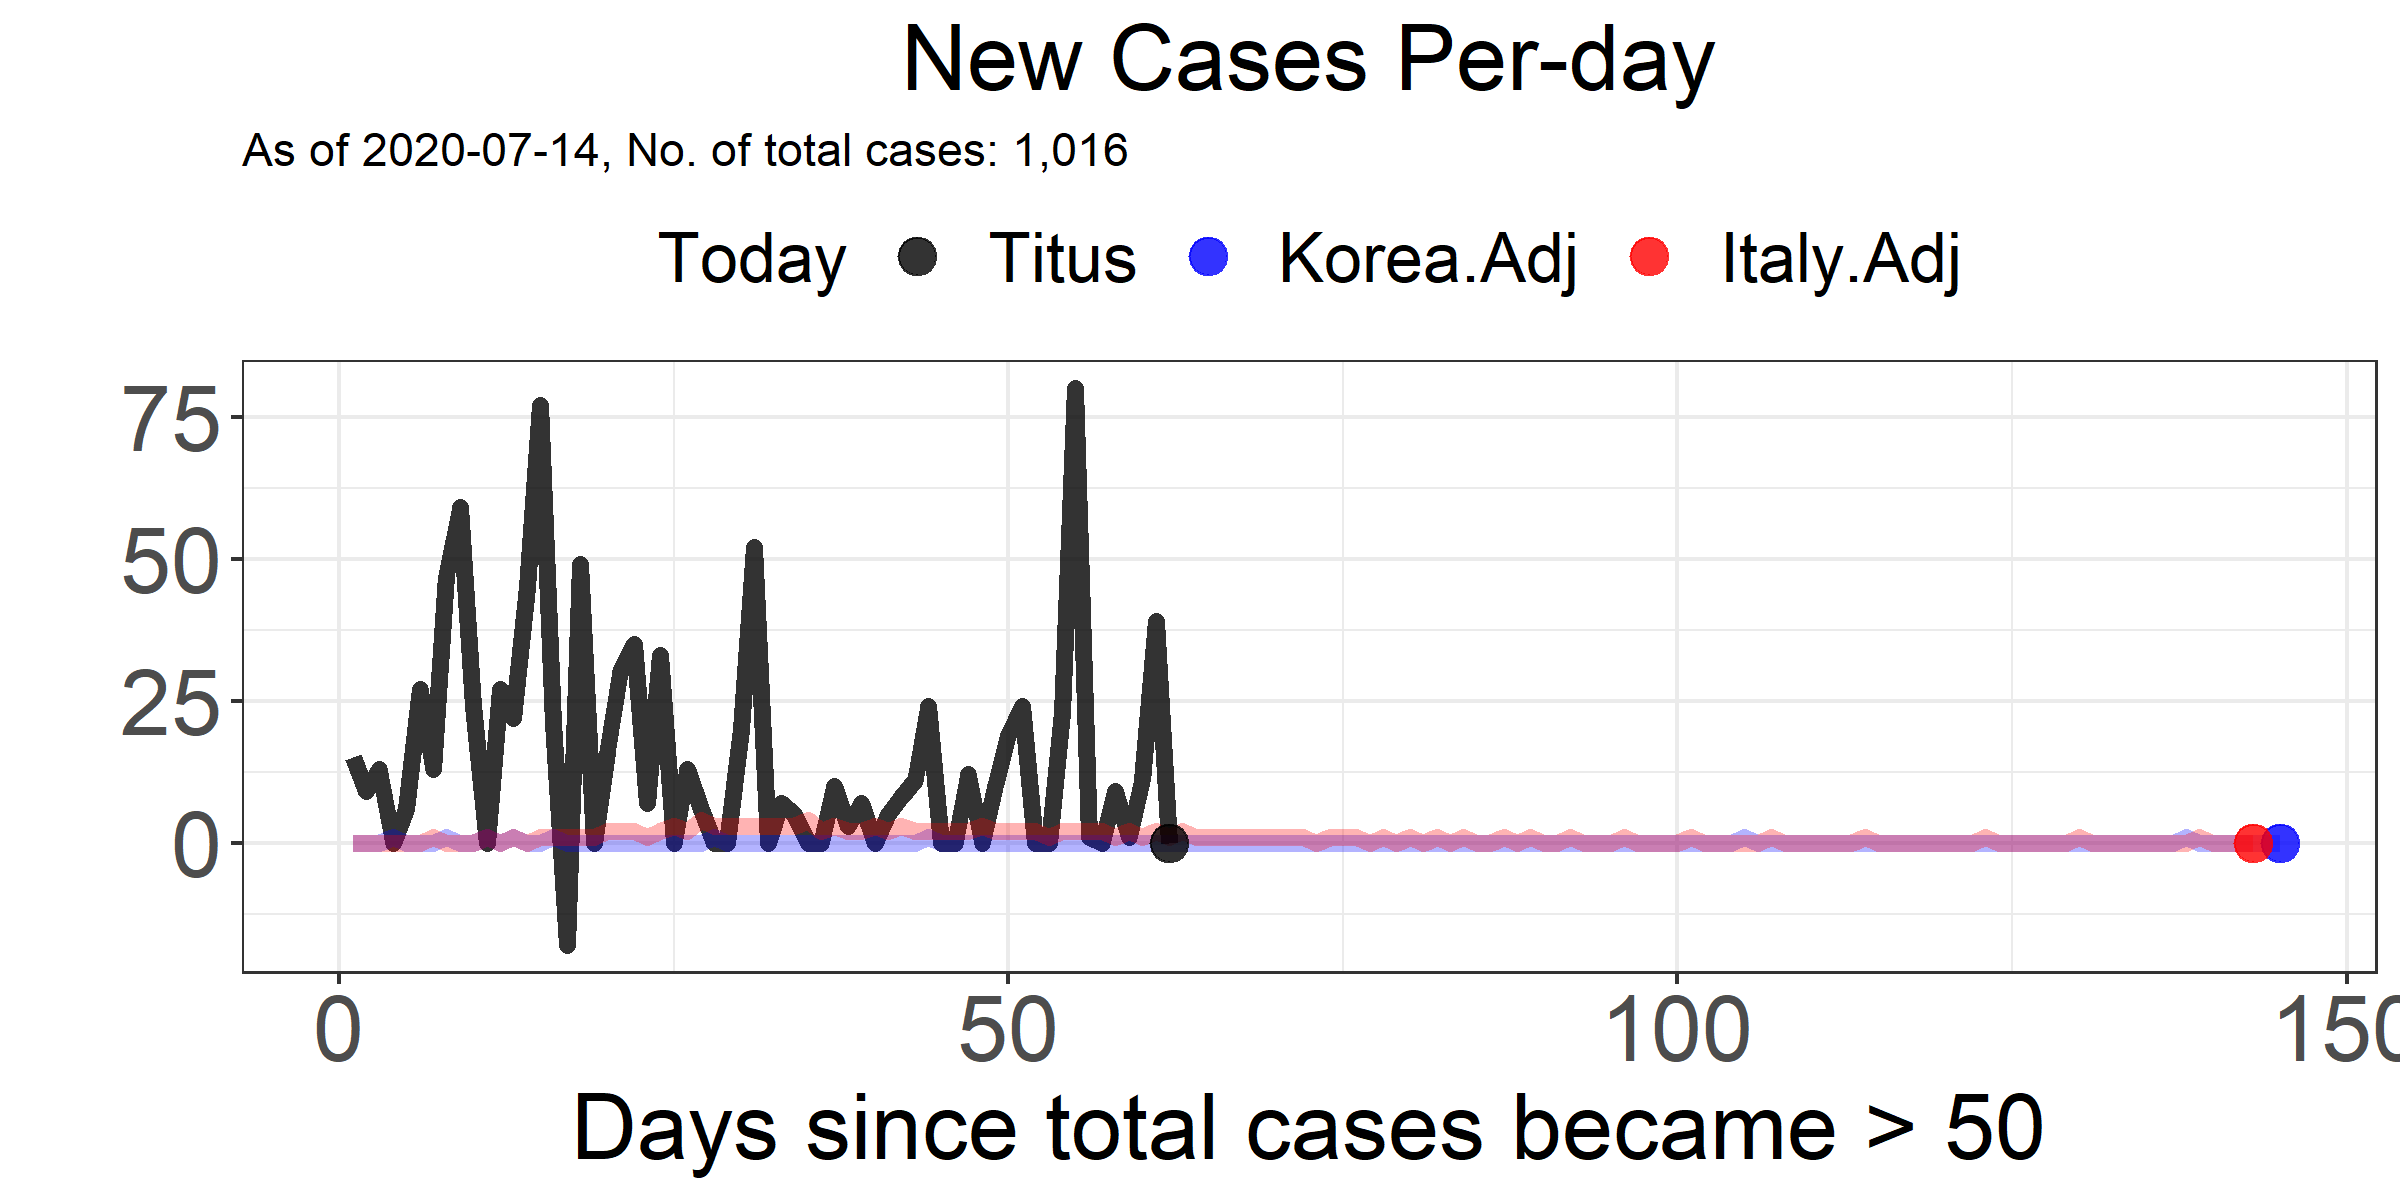 New Cases Per-day
As of 2020-07-14, No. of total cases: 1,016
Today Titus Korea.Adj Italy.Adj
75
50
25
0
0 50 100 150
Days since total cases became > 50